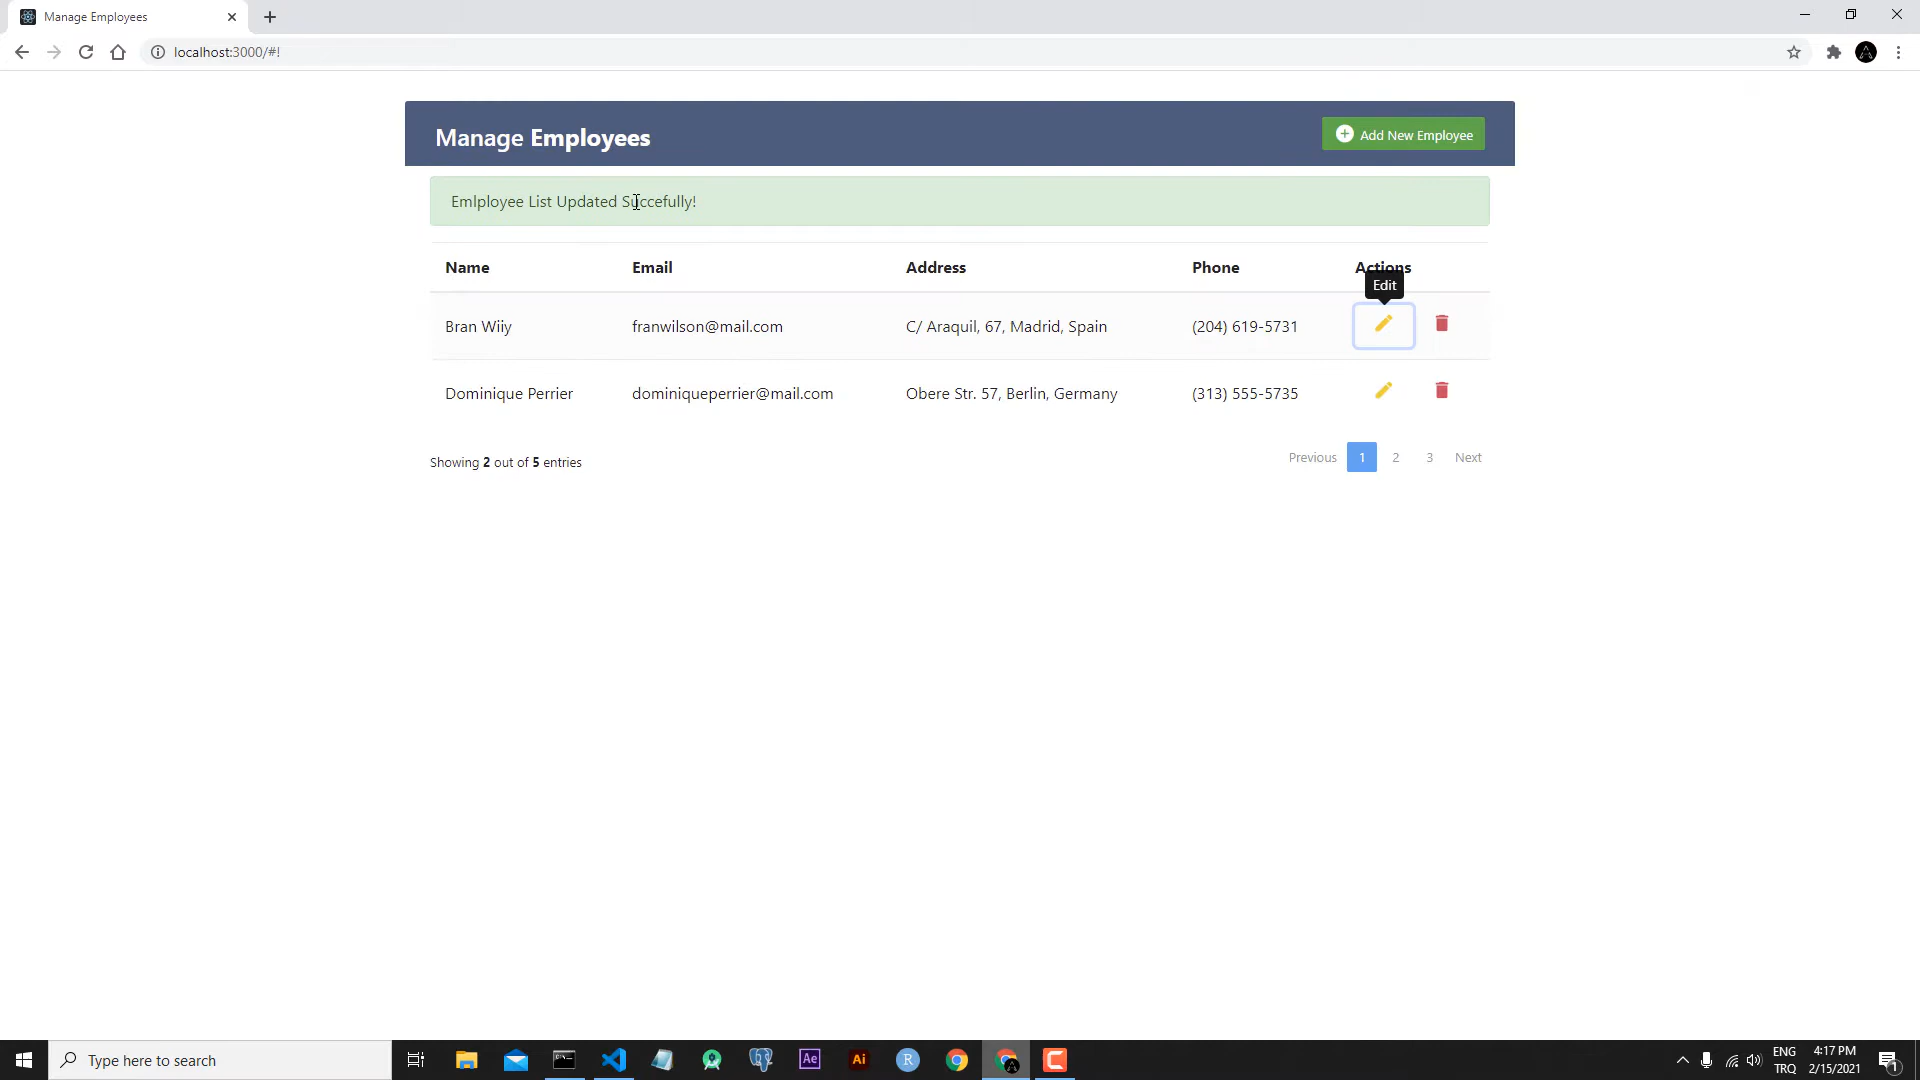 Manage Employees
localhost:3000/#!
Manage Employees
Add New Employee
Emlployee List Updated Succefully!
Name Email Address Phone Actions
Edit
Bran Wiiy franwilson@mail.com C/ Araquil, 67, Madrid, Spain (204) 619-5731
Dominique Perrier dominiqueperrier@mail.com Obere Str. 57, Berlin, Germany (313) 555-5735
Showing 2 out of 5 entries
Previous 1 2 3 Next
Type here to search
Ae
Ai
R
ENG
TRQ
4:17 PM
2/15/2021
1